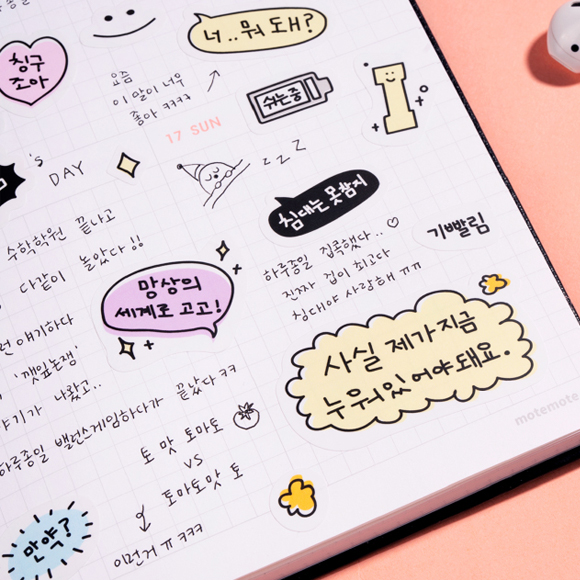 칭구
조아
너..뭐 돼?
요즘
이 말이 너무
좋아 ㅋㅋㅋㅋ
쉬는중
17 SUN
's DAY
z z z
침대는 못참지
기빨림
수학학원 끝나고
다같이 놀았다 !!
하루종일 집콕했다.. ♡
진짜 집이 최고다
침대야 사랑해 ㅠㅠ
망상의
세계로 고고!
런 얘기하다
'깻잎논쟁'
야기가 나왔고..
하루종일 밸런스게임하다가 끝났다 ㅋㅋ
토 맛 토마토
VS
토마토맛 토
이런거 ㅠ ㅋㅋㅋ
사실 제가 지금
누워있어야 돼요.
만약?
motemote